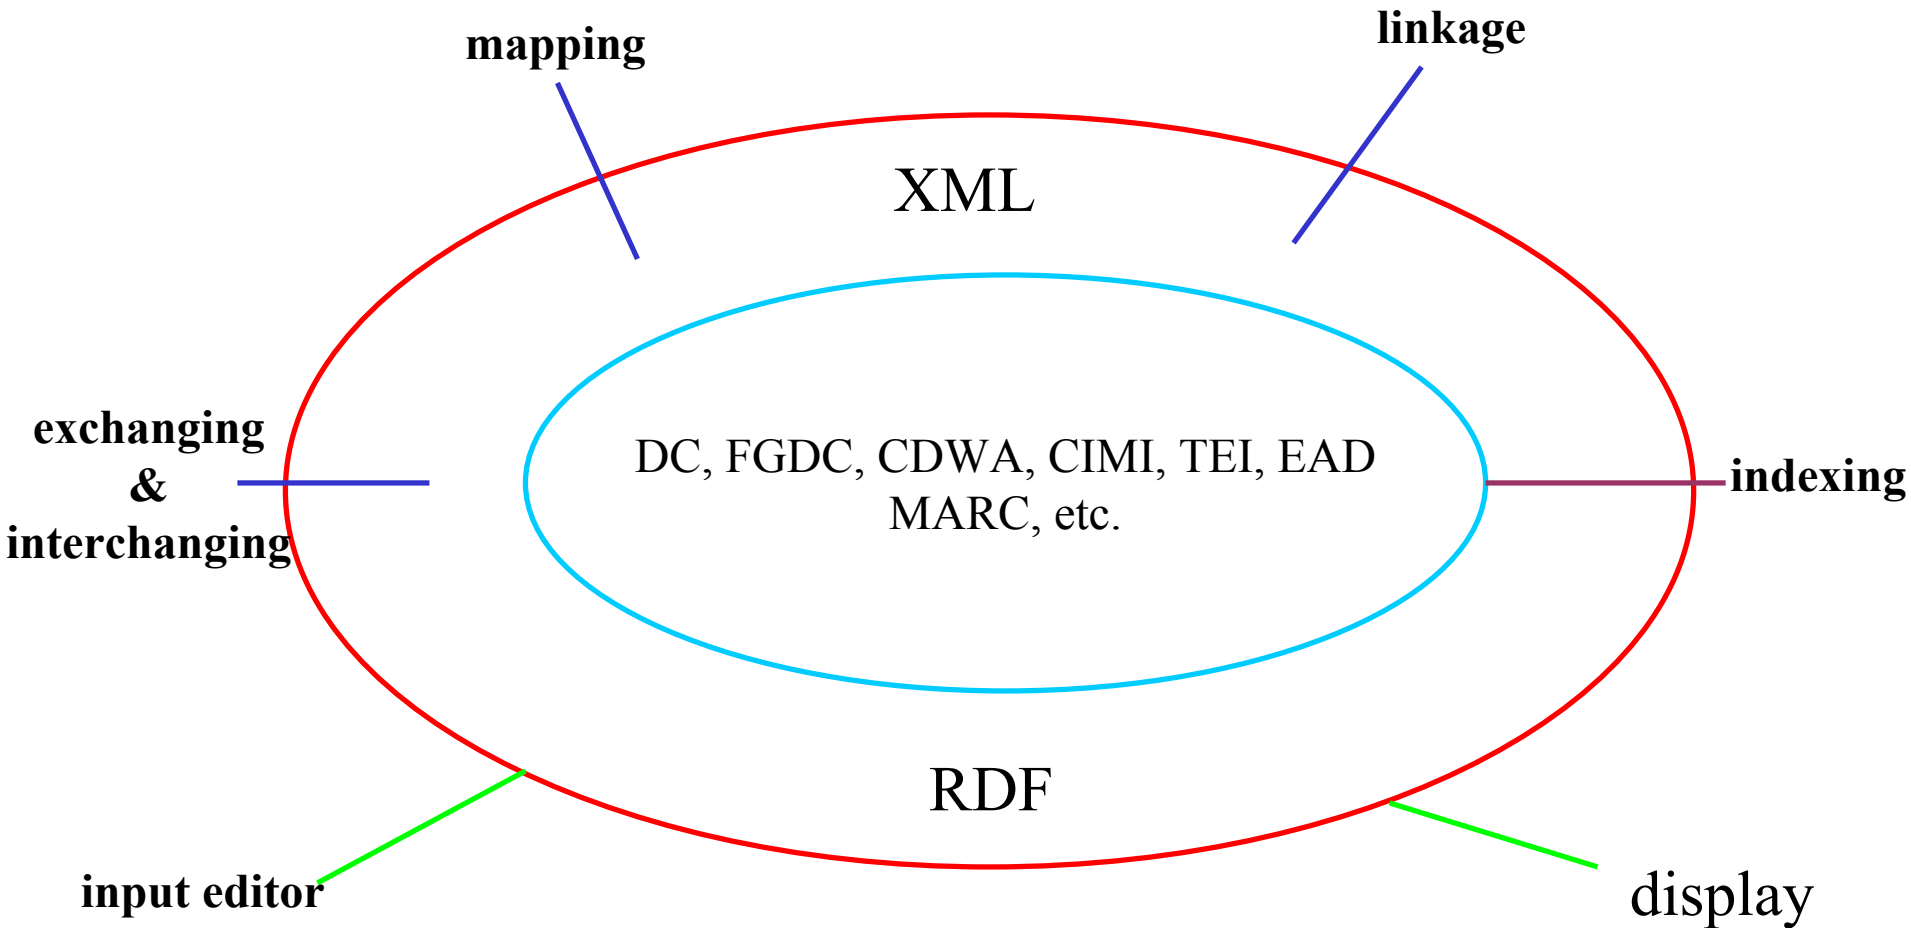 mapping
linkage
XML
exchanging
&
interchanging
DC, FGDC, CDWA, CIMI, TEI, EAD
MARC, etc.
indexing
RDF
input editor
display